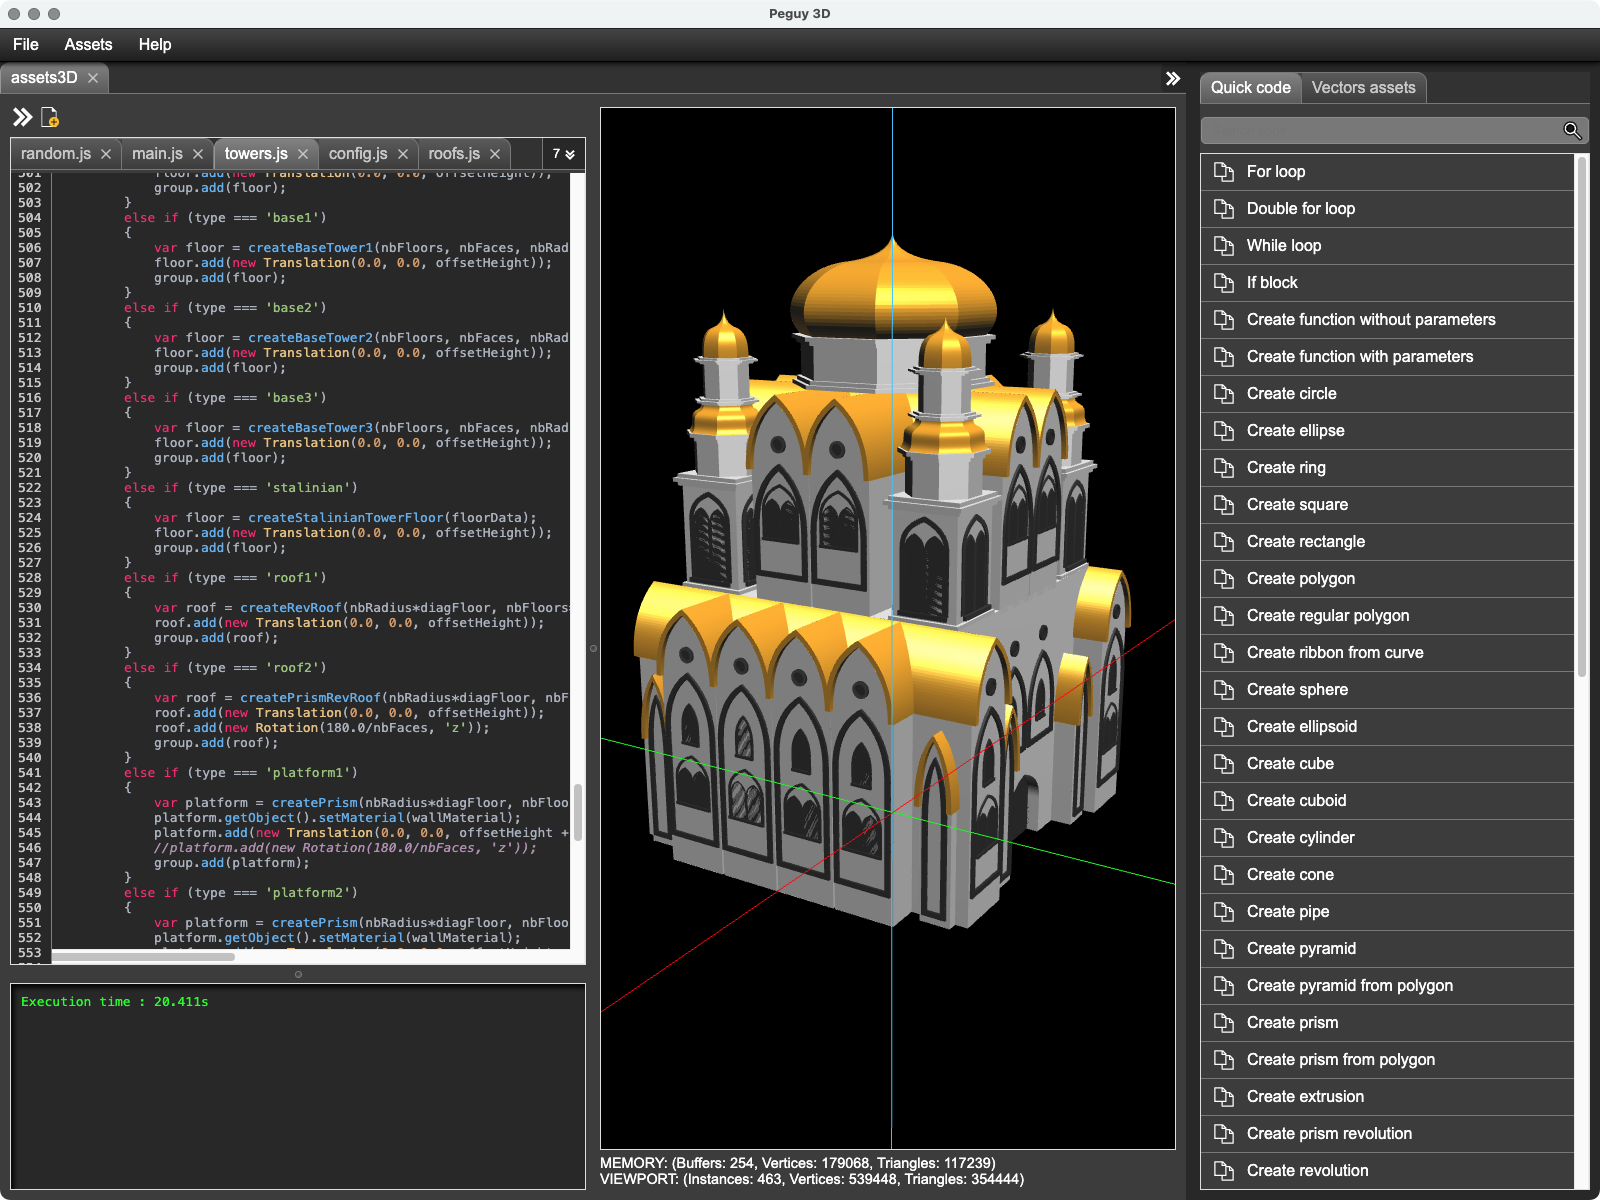 Peguy 3D
File Assets Help
assets3D
Quick code Vectors assets
random.js main.js towers.js config.js roofs.js 7
501 floor.add(new Translation(0.0, 0.0, offsetHeight));
502 group.add(floor);
503 }
504 else if (type === 'base1')
505 {
506 var floor = createBaseTower1(nbFloors, nbFaces, nbRad
507 floor.add(new Translation(0.0, 0.0, offsetHeight));
508 group.add(floor);
509 }
510 else if (type === 'base2')
511 {
512 var floor = createBaseTower2(nbFloors, nbFaces, nbRad
513 floor.add(new Translation(0.0, 0.0, offsetHeight));
514 group.add(floor);
515 }
516 else if (type === 'base3')
517 {
518 var floor = createBaseTower3(nbFloors, nbFaces, nbRad
519 floor.add(new Translation(0.0, 0.0, offsetHeight));
520 group.add(floor);
521 }
522 else if (type === 'stalinian')
523 {
524 var floor = createStalinianTowerFloor(floorData);
525 floor.add(new Translation(0.0, 0.0, offsetHeight));
526 group.add(floor);
527 }
528 else if (type === 'roof1')
529 {
530 var roof = createRevRoof(nbRadius*diagFloor, nbFloors
531 roof.add(new Translation(0.0, 0.0, offsetHeight));
532 group.add(roof);
533 }
534 else if (type === 'roof2')
535 {
536 var roof = createPrismRevRoof(nbRadius*diagFloor, nbF
537 roof.add(new Translation(0.0, 0.0, offsetHeight));
538 roof.add(new Rotation(180.0/nbFaces, 'z'));
539 group.add(roof);
540 }
541 else if (type === 'platform1')
542 {
543 var platform = createPrism(nbRadius*diagFloor, nbFloo
544 platform.getObject().setMaterial(wallMaterial);
545 platform.add(new Translation(0.0, 0.0, offsetHeight +
546 //platform.add(new Rotation(180.0/nbFaces, 'z'));
547 group.add(platform);
548 }
549 else if (type === 'platform2')
550 {
551 var platform = createPrism(nbRadius*diagFloor, nbFloo
552 platform.getObject().setMaterial(wallMaterial);
553
Execution time : 20.411s
MEMORY: (Buffers: 254, Vertices: 179068, Triangles: 117239)
VIEWPORT: (Instances: 463, Vertices: 539448, Triangles: 354444)
For loop
Double for loop
While loop
If block
Create function without parameters
Create function with parameters
Create circle
Create ellipse
Create ring
Create square
Create rectangle
Create polygon
Create regular polygon
Create ribbon from curve
Create sphere
Create ellipsoid
Create cube
Create cuboid
Create cylinder
Create cone
Create pipe
Create pyramid
Create pyramid from polygon
Create prism
Create prism from polygon
Create extrusion
Create prism revolution
Create revolution